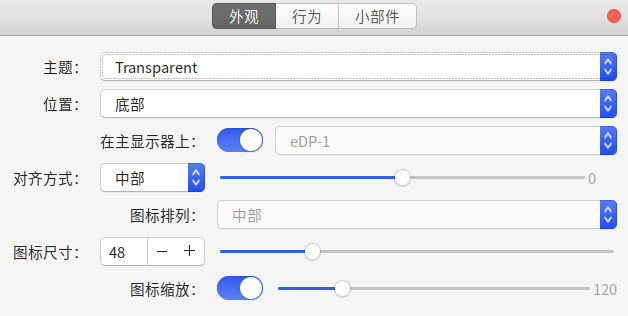 外观 行为 小部件
主题： Transparent
位置： 底部
在主显示器上： eDP-1
对齐方式： 中部 0
图标排列： 中部
图标尺寸： 48 − +
图标缩放： 120